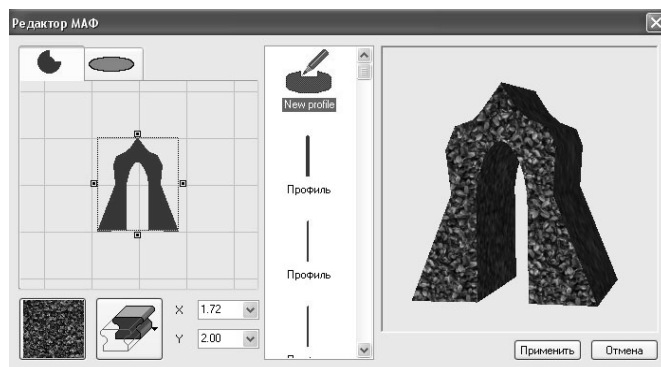 Редактор МАФ
New profile
Профиль
Профиль
X 1.72
Y 2.00
Применить
Отмена